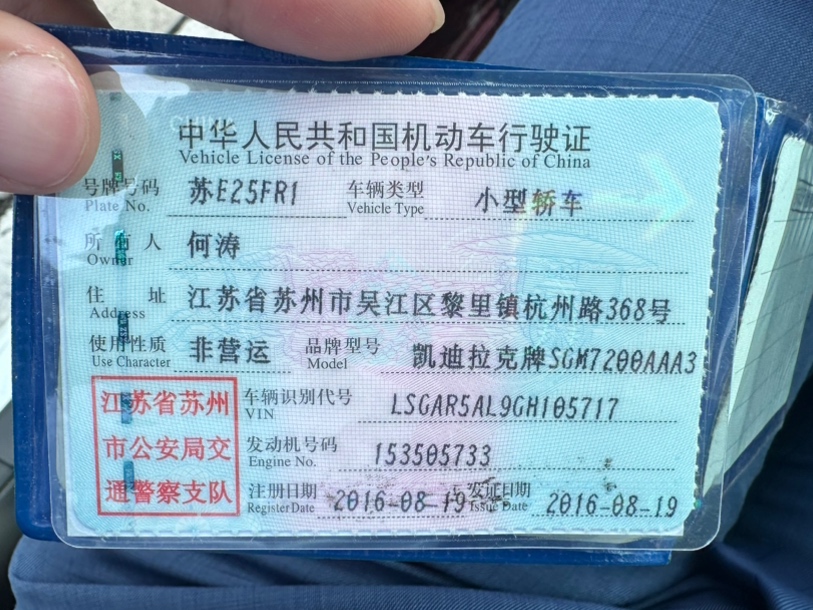 中华人民共和国机动车行驶证
Vehicle License of the People's Republic of China
号牌号码 苏E25FR1 车辆类型 小型轿车
Plate No. Vehicle Type
所有人 何涛
Owner
住址 江苏省苏州市吴江区黎里镇杭州路368号
Address
使用性质 非营运 品牌型号 凯迪拉克牌SGM7200AAA3
Use Character Model
江苏省苏州 车辆识别代号 LSGAR5AL9GH105717
VIN
市公安局交 发动机号码 153505733
Engine No.
通警察支队 注册日期 2016-08-19 发证日期 2016-08-19
Register Date Issue Date